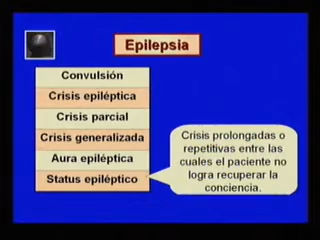 Epilepsia
Convulsión
Crisis epiléptica
Crisis parcial
Crisis generalizada
Aura epiléptica
Status epiléptico
Crisis prolongadas o
repetitivas entre las
cuales el paciente no
logra recuperar la
conciencia.